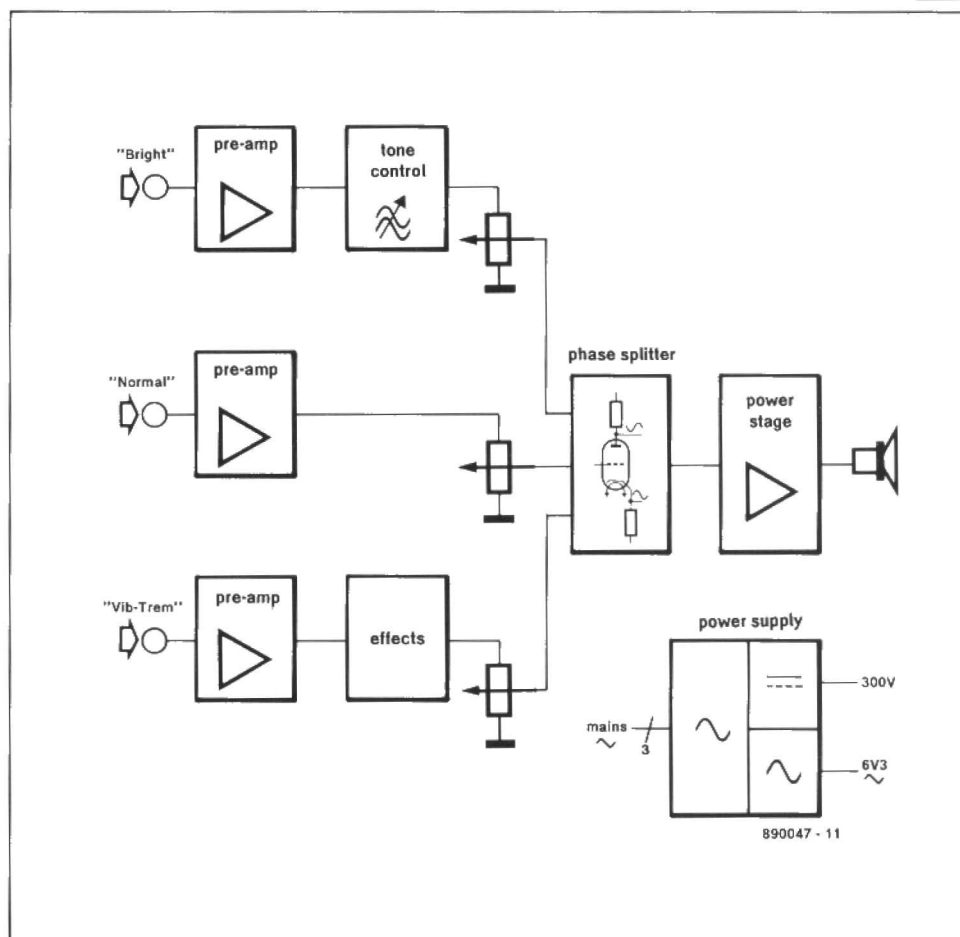 "Bright"
pre-amp
tone
control
"Normal"
pre-amp
phase splitter
power
stage
"Vib-Trem"
pre-amp
effects
power supply
mains
3
300V
6V3
890047 - 11